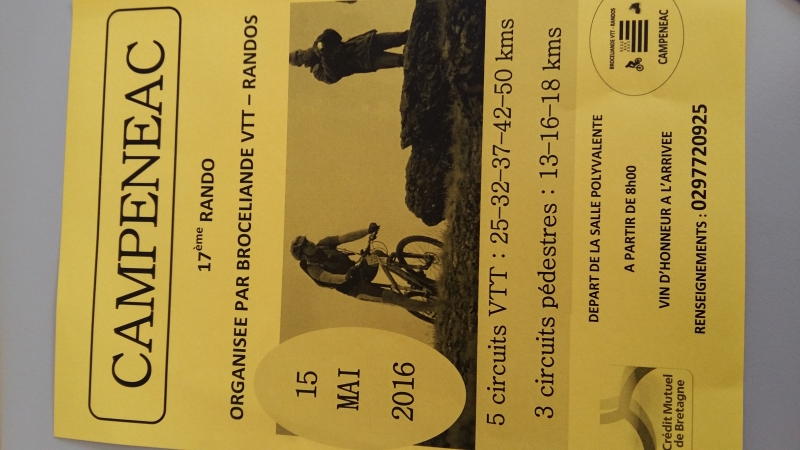 CAMPENEAC
17ème RANDO
ORGANISEE PAR BROCELIANDE VTT – RANDOS
15
MAI
2016
5 circuits VTT : 25-32-37-42-50 kms
3 circuits pédestres : 13-16-18 kms
DEPART DE LA SALLE POLYVALENTE
A PARTIR DE 8h00
VIN D'HONNEUR A L'ARRIVEE
RENSEIGNEMENTS : 0297720925
BROCELIANDE VTT - RANDOS
CAMPENEAC
Crédit Mutuel
de Bretagne